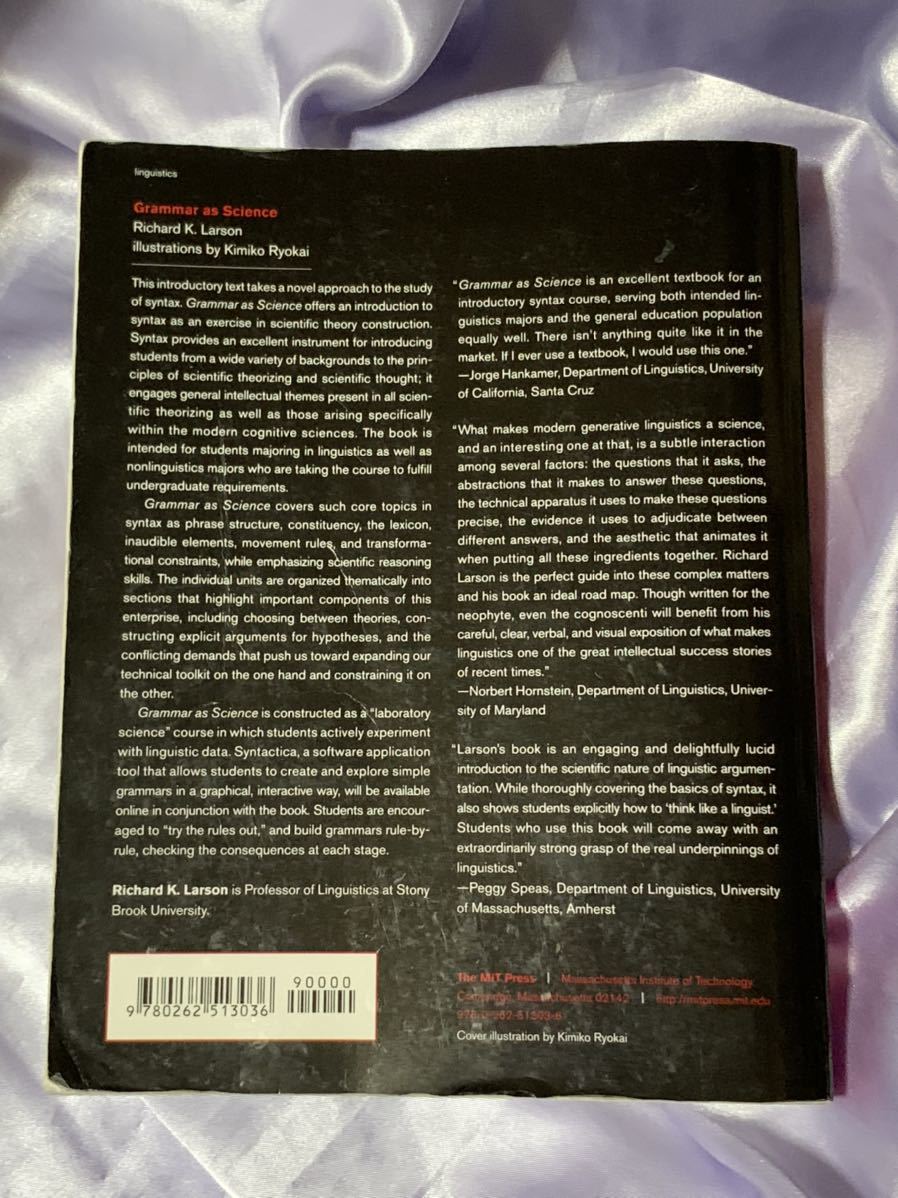 linguistics
Grammar as Science
Richard K. Larson
illustrations by Kimiko Ryokai
This introductory text takes a novel approach to the study
of syntax. Grammar as Science offers an introduction to
syntax as an exercise in scientific theory construction.
Syntax provides an excellent instrument for introducing
students from a wide variety of backgrounds to the prin-
ciples of scientific theorizing and scientific thought; it
engages general intellectual themes present in all scien-
tific theorizing as well as those arising specifically
within the modern cognitive sciences. The book is
intended for students majoring in linguistics as well as
nonlinguistics majors who are taking the course to fulfill
undergraduate requirements.
Grammar as Science covers such core topics in
syntax as phrase structure, constituency, the lexicon,
inaudible elements, movement rules, and transforma-
tional constraints, while emphasizing scientific reasoning
skills. The individual units are organized thematically into
sections that highlight important components of this
enterprise, including choosing between theories, con-
structing explicit arguments for hypotheses, and the
conflicting demands that push us toward expanding our
technical toolkit on the one hand and constraining it on
the other.
Grammar as Science is constructed as a "laboratory
science" course in which students actively experiment
with linguistic data. Syntactica, a software application
tool that allows students to create and explore simple
grammars in a graphical, interactive way, will be available
online in conjunction with the book. Students are encour-
aged to "try the rules out," and build grammars rule-by-
rule, checking the consequences at each stage.
Richard K. Larson is Professor of Linguistics at Stony
Brook University.
90000
9 780262 513036
"Grammar as Science is an excellent textbook for an
introductory syntax course, serving both intended lin-
guistics majors and the general education population
equally well. There isn't anything quite like it in the
market. If I ever use a textbook, I would use this one."
—Jorge Hankamer, Department of Linguistics, University
of California, Santa Cruz
"What makes modern generative linguistics a science,
and an interesting one at that, is a subtle interaction
among several factors: the questions that it asks, the
abstractions that it makes to answer these questions,
the technical apparatus it uses to make these questions
precise, the evidence it uses to adjudicate between
different answers, and the aesthetic that animates it
when putting all these ingredients together. Richard
Larson is the perfect guide into these complex matters
and his book an ideal road map. Though written for the
neophyte, even the cognoscenti will benefit from his
careful, clear, verbal, and visual exposition of what makes
linguistics one of the great intellectual success stories
of recent times."
—Norbert Hornstein, Department of Linguistics, Univer-
sity of Maryland
"Larson's book is an engaging and delightfully lucid
introduction to the scientific nature of linguistic argumen-
tation. While thoroughly covering the basics of syntax, it
also shows students explicitly how to 'think like a linguist.'
Students who use this book will come away with an
extraordinarily strong grasp of the real underpinnings of
linguistics."
—Peggy Speas, Department of Linguistics, University
of Massachusetts, Amherst
The MIT Press | Massachusetts Institute of Technology
Cambridge, Massachusetts 02142 | http://mitpress.mit.edu
978-0-262-51303-6
Cover illustration by Kimiko Ryokai